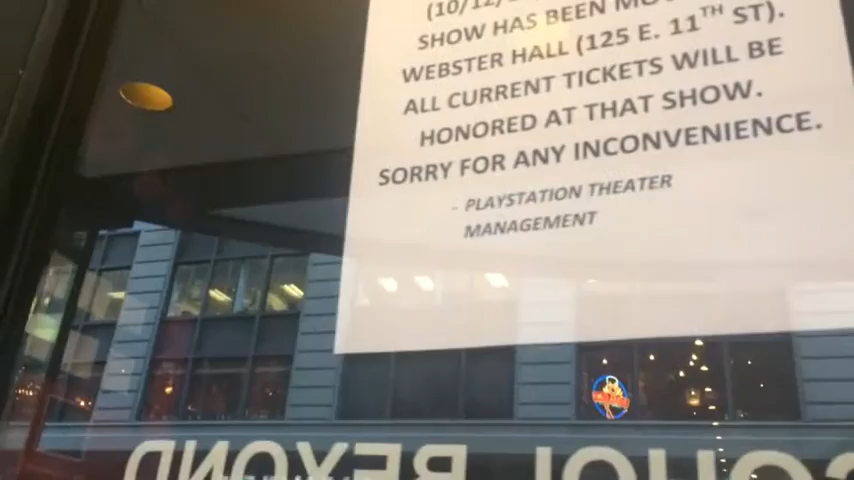 SHOW HAS BEEN
WEBSTER HALL (125 E. 11TH ST).
ALL CURRENT TICKETS WILL BE
HONORED AT THAT SHOW.
SORRY FOR ANY INCONVENIENCE.
- PLAYSTATION THEATER
MANAGEMENT
BEYOND